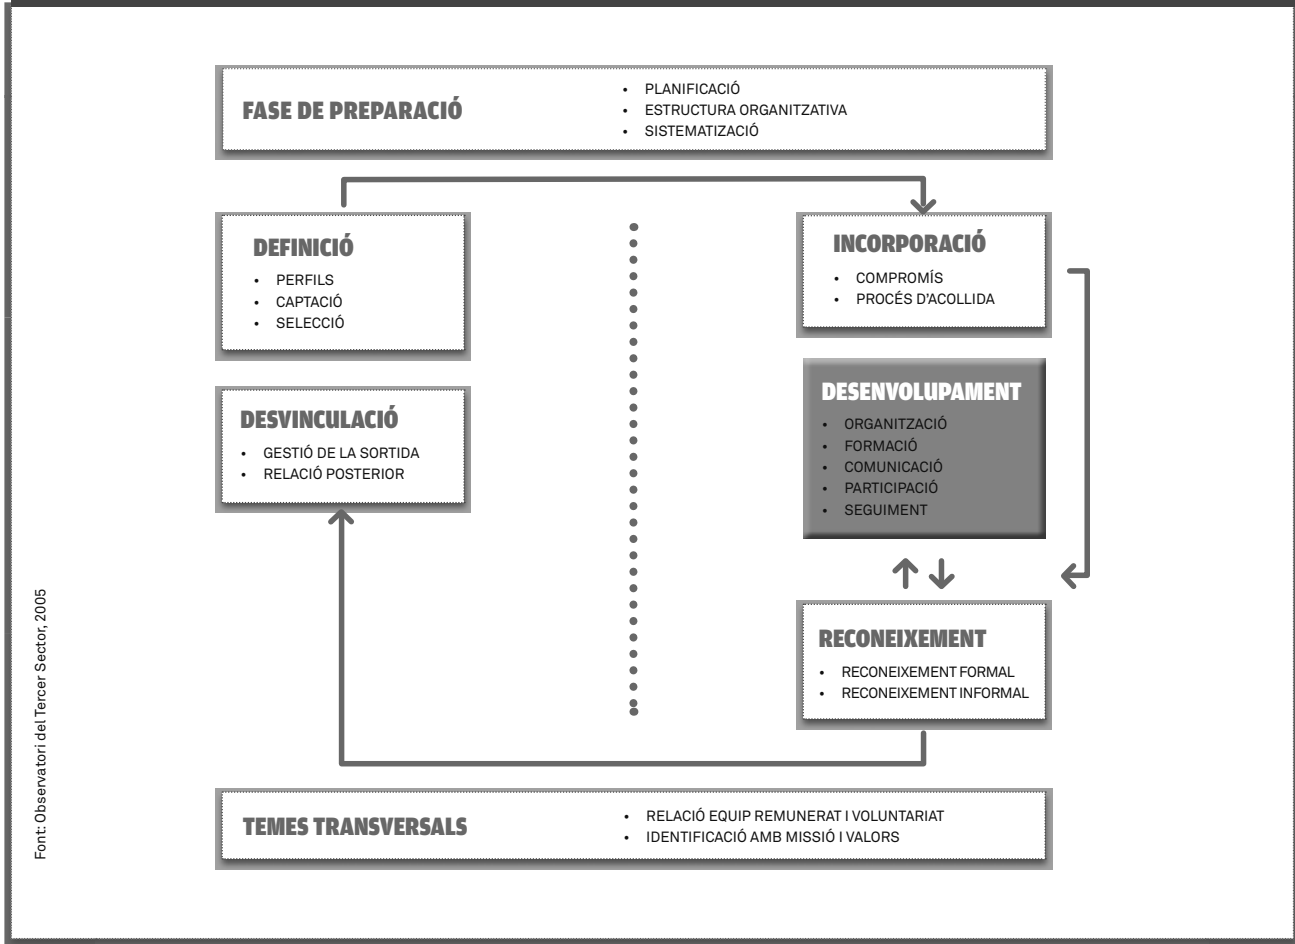 FASE DE PREPARACIÓ
• PLANIFICACIÓ
• ESTRUCTURA ORGANITZATIVA
• SISTEMATIZACIÓ
DEFINICIÓ
• PERFILS
• CAPTACIÓ
• SELECCIÓ
INCORPORACIÓ
• COMPROMÍS
• PROCÉS D'ACOLLIDA
DESVINCULACIÓ
• GESTIÓ DE LA SORTIDA
• RELACIÓ POSTERIOR
DESENVOLUPAMENT
• ORGANITZACIÓ
• FORMACIÓ
• COMUNICACIÓ
• PARTICIPACIÓ
• SEGUIMENT
RECONEIXEMENT
• RECONEIXEMENT FORMAL
• RECONEIXEMENT INFORMAL
TEMES TRANSVERSALS
• RELACIÓ EQUIP REMUNERAT I VOLUNTARIAT
• IDENTIFICACIÓ AMB MISSIÓ I VALORS
Font: Observatori del Tercer Sector, 2005